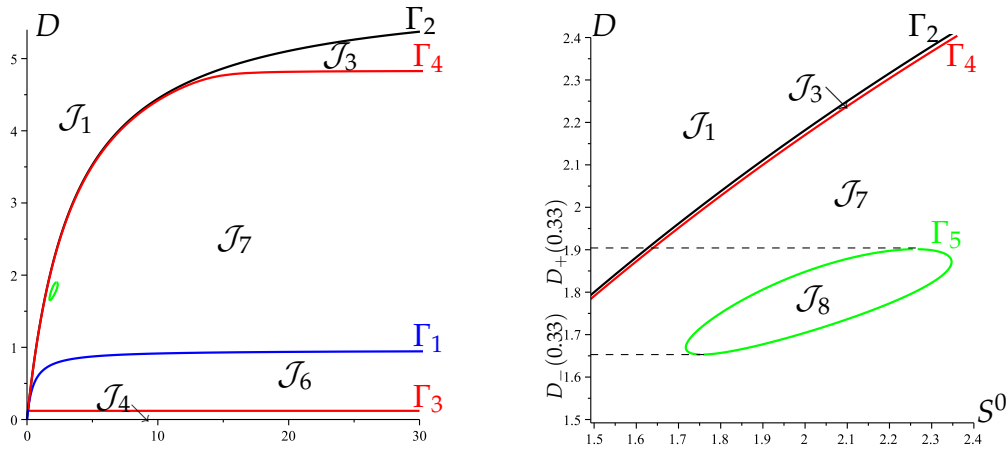 D
Γ₂
5
𝒥₃
Γ₄
4
𝒥₁
3
𝒥₇
2
1
Γ₁
𝒥₆
𝒥₄
Γ₃
0
0 10 20 30
D
2.4
Γ₂
Γ₄
2.3
𝒥₃
2.2
𝒥₁
2.1
2
𝒥₇
D₊(0.33)
1.9
Γ₅
1.8
𝒥₈
1.7
D₋(0.33)
1.6
1.5
S⁰
1.5 1.6 1.7 1.8 1.9 2 2.1 2.2 2.3 2.4